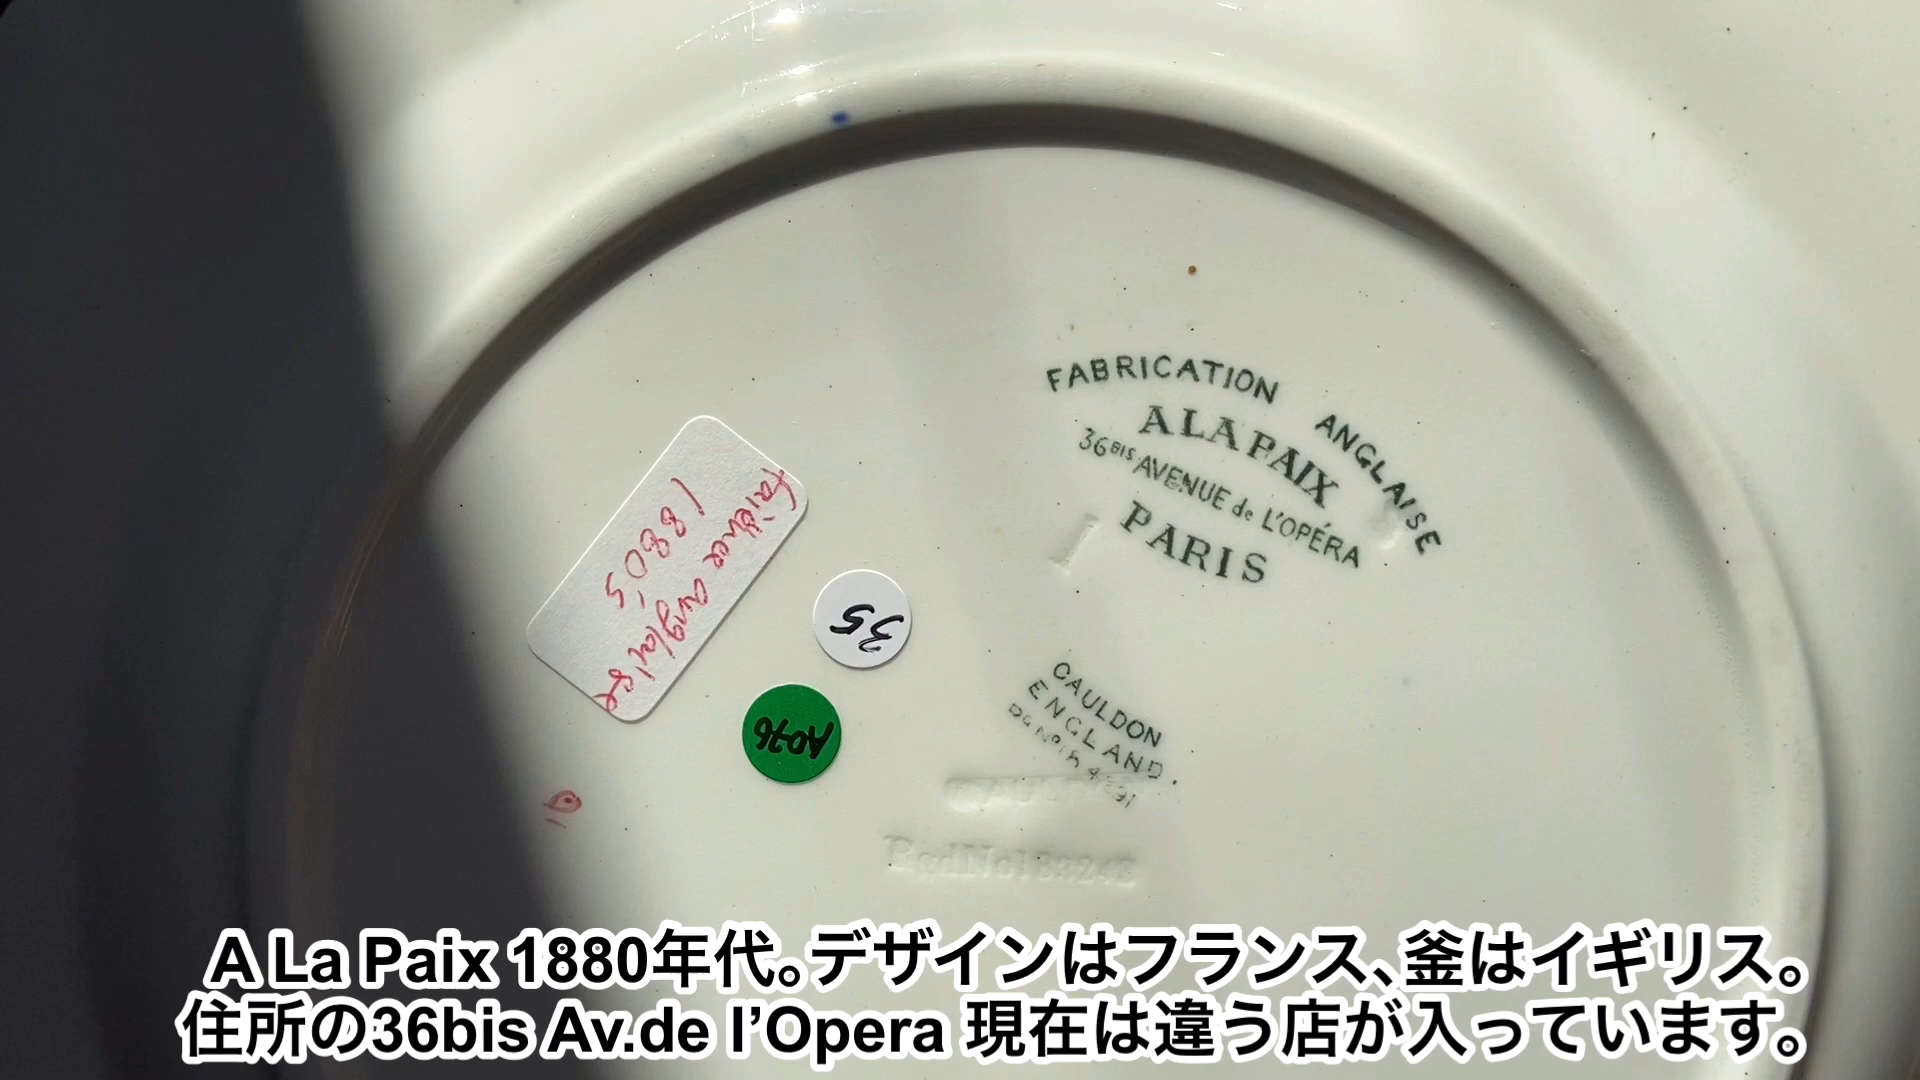 FABRICATION ANGLAISE
A LA PAIX
36BIS AVENUE de L'OPÉRA
PARIS
faïence anglaise
1880's
35
A076
CAULDON
ENGLAND.
A La Paix 1880年代。デザインはフランス、釜はイギリス。
住所の36bis Av.de l’Opera 現在は違う店が入っています。